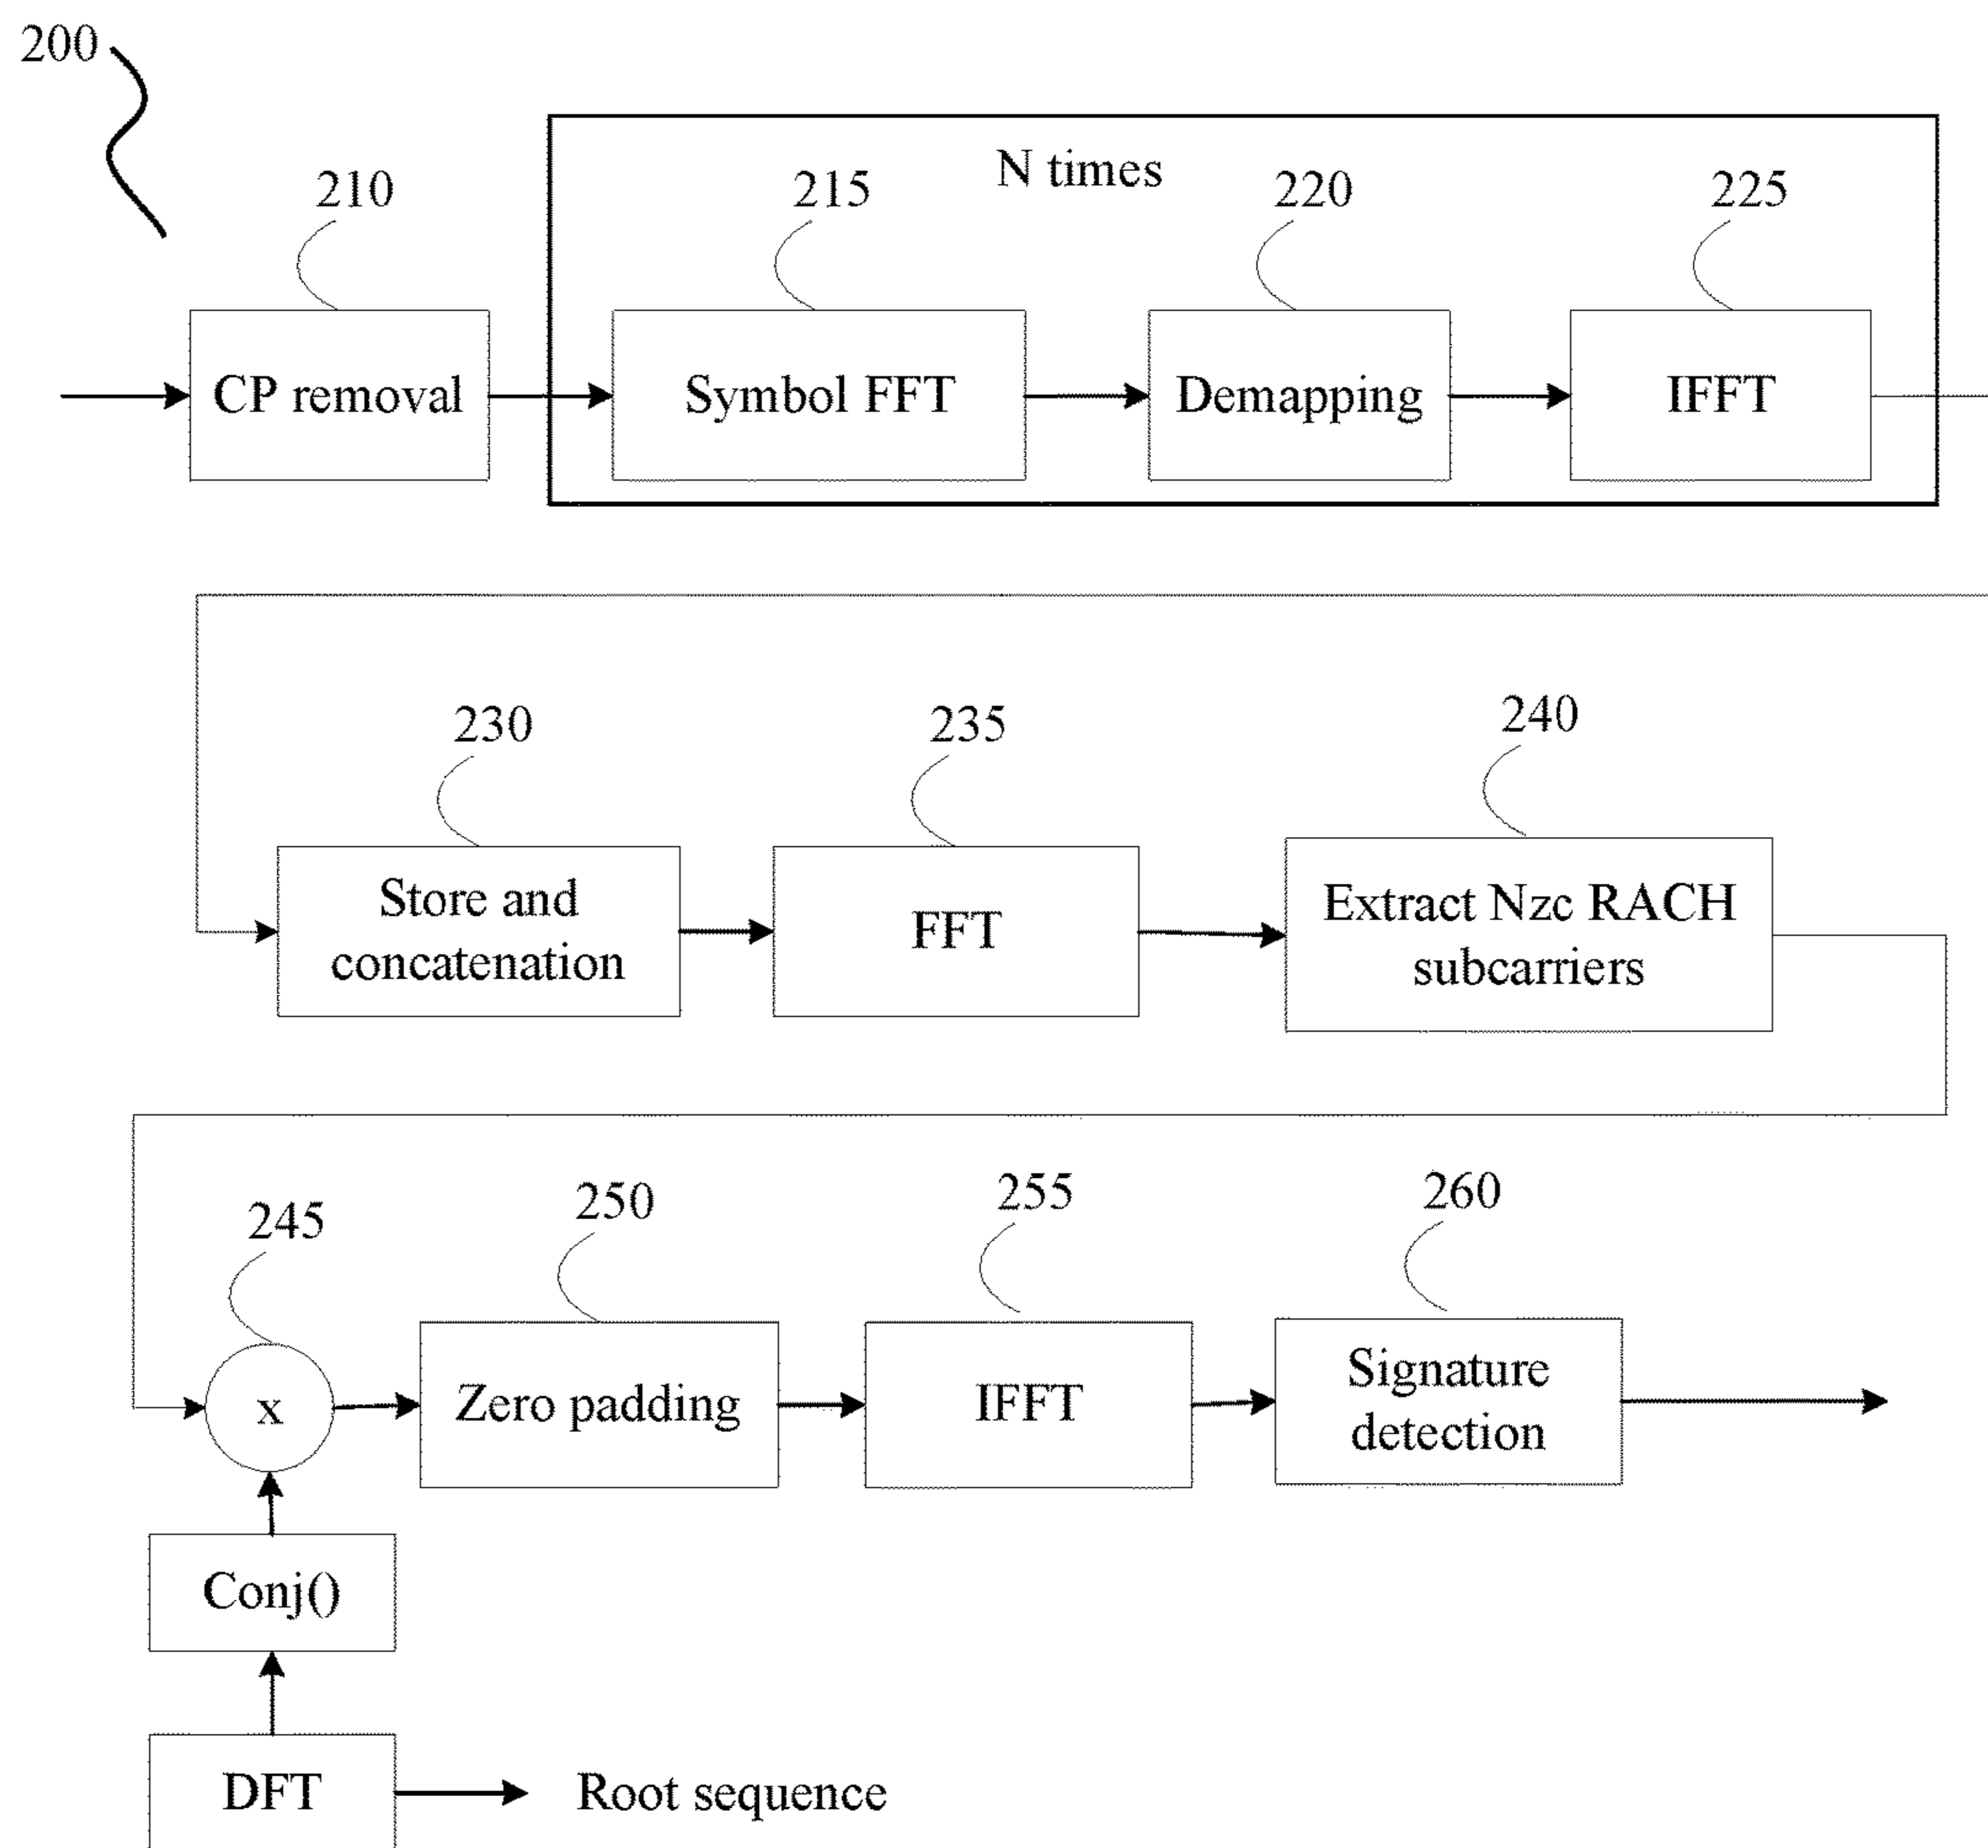 200
N times
210
215
220
225
CP removal
Symbol FFT
Demapping
IFFT
230
235
240
Store and
concatenation
FFT
Extract Nzc RACH
subcarriers
245
250
255
260
x
Zero padding
IFFT
Signature
detection
Conj()
DFT
Root sequence